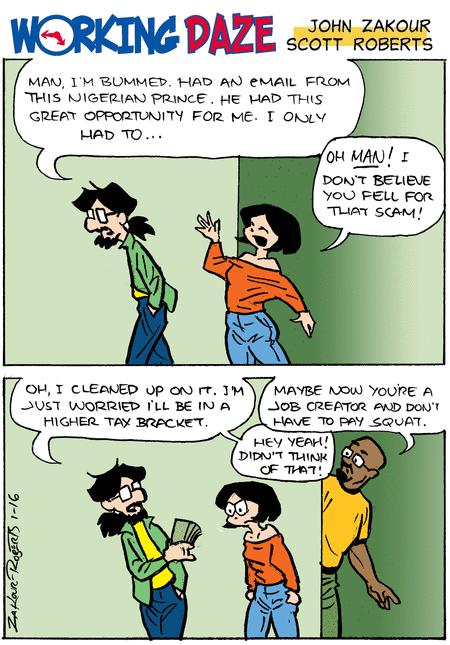 WORKING DAZE
JOHN ZAKOUR
SCOTT ROBERTS
MAN, I'M BUMMED. HAD AN eMAIL FROM
THIS NIGERIAN PRINCE. HE HAD THIS
GREAT OPPORTUNITY FOR ME. I ONLY
HAD TO...
OH MAN! I
DON'T BELIEVE
YOU FELL FOR
THAT SCAM!
OH, I CLEANED UP ON IT. I'M
JUST WORRIED I'LL BE IN A
HIGHER TAX BRACKET.
MAYBE NOW YOU'RE A
JOB CREATOR AND DON'T
HAVE TO PAY SQUAT.
HEY YEAH!
DIDN'T THINK
OF THAT!
ZAKOUR-ROBERTS 1-16